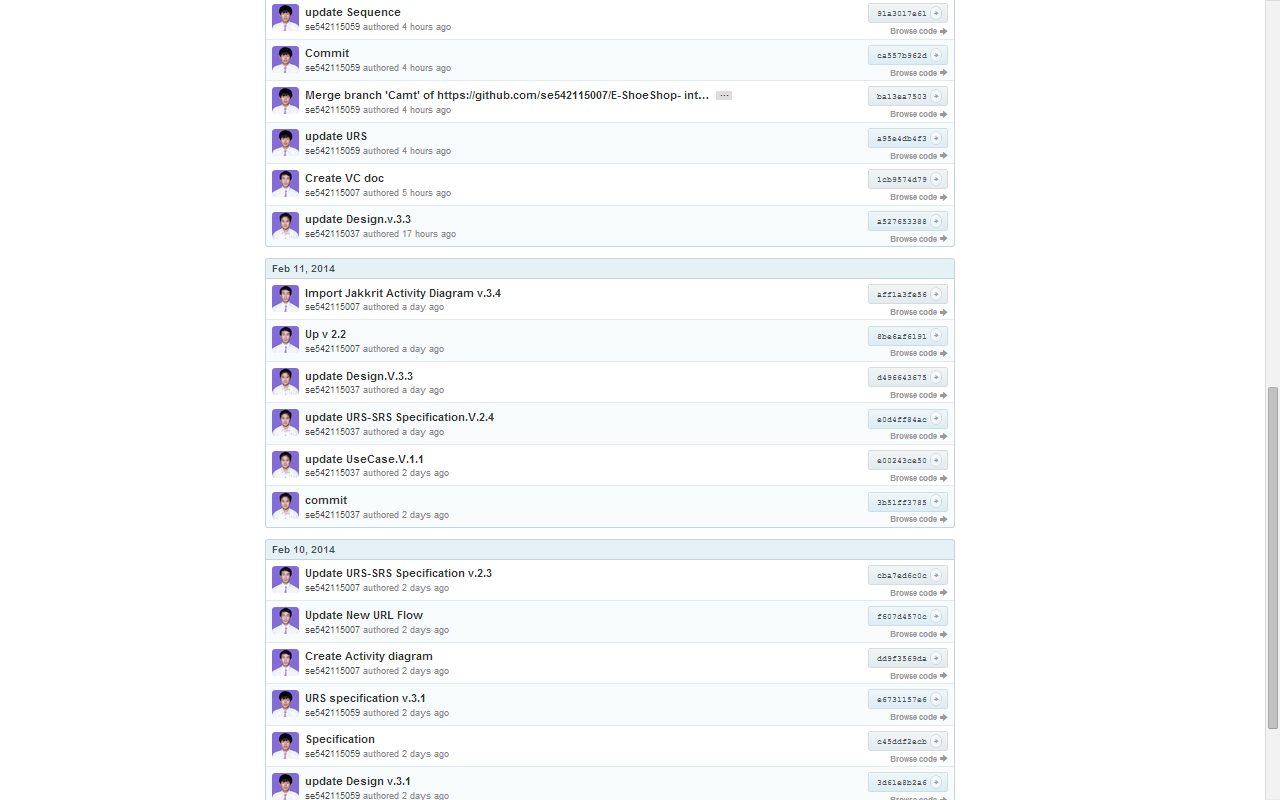 update Sequence
se542115059 authored 4 hours ago
91a3017e61
Browse code
Commit
se542115059 authored 4 hours ago
ca557b962d
Browse code
Merge branch 'Camt' of https://github.com/se542115007/E-ShoeShop- int… …
se542115059 authored 4 hours ago
ba13ea7503
Browse code
update URS
se542115059 authored 4 hours ago
a95e4db4f3
Browse code
Create VC doc
se542115007 authored 5 hours ago
1cb9574d79
Browse code
update Design.v.3.3
se542115037 authored 17 hours ago
a527653388
Browse code
Feb 11, 2014
Import Jakkrit Activity Diagram v.3.4
se542115007 authored a day ago
aff1a3fe56
Browse code
Up v 2.2
se542115007 authored a day ago
8be6af6191
Browse code
update Design.V.3.3
se542115037 authored a day ago
d496643675
Browse code
update URS-SRS Specification.V.2.4
se542115037 authored a day ago
e0d4ff84ac
Browse code
update UseCase.V.1.1
se542115037 authored 2 days ago
e00243ce50
Browse code
commit
se542115037 authored 2 days ago
3b51ff3785
Browse code
Feb 10, 2014
Update URS-SRS Specification v.2.3
se542115007 authored 2 days ago
cba7ed6c0c
Browse code
Update New URL Flow
se542115007 authored 2 days ago
f607d4570c
Browse code
Create Activity diagram
se542115007 authored 2 days ago
dd9f3569da
Browse code
URS specification v.3.1
se542115059 authored 2 days ago
e6731157e6
Browse code
Specification
se542115059 authored 2 days ago
c45ddf2ecb
Browse code
update Design v.3.1
se542115059 authored 2 days ago
3d61e8b2a6
Browse code